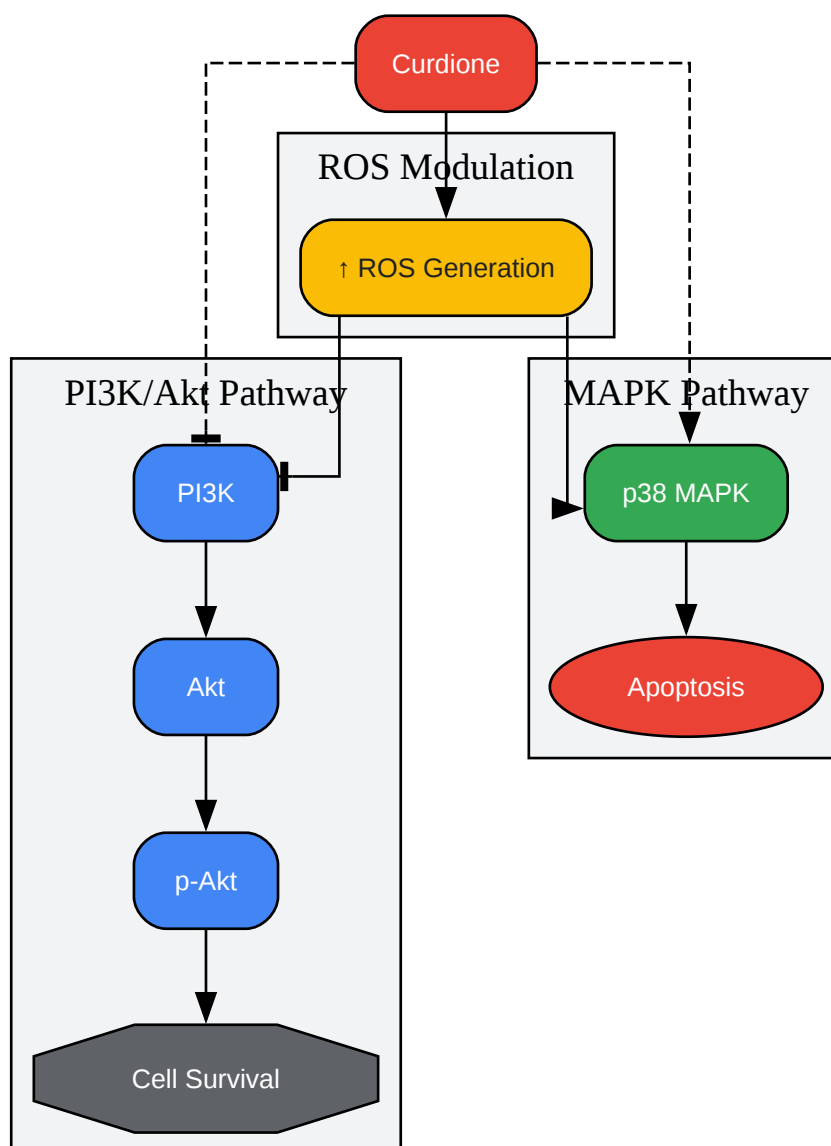 Curdione
ROS Modulation
↑ ROS Generation
PI3K/Akt Pathway
MAPK Pathway
PI3K
p38 MAPK
Akt
Apoptosis
p-Akt
Cell Survival